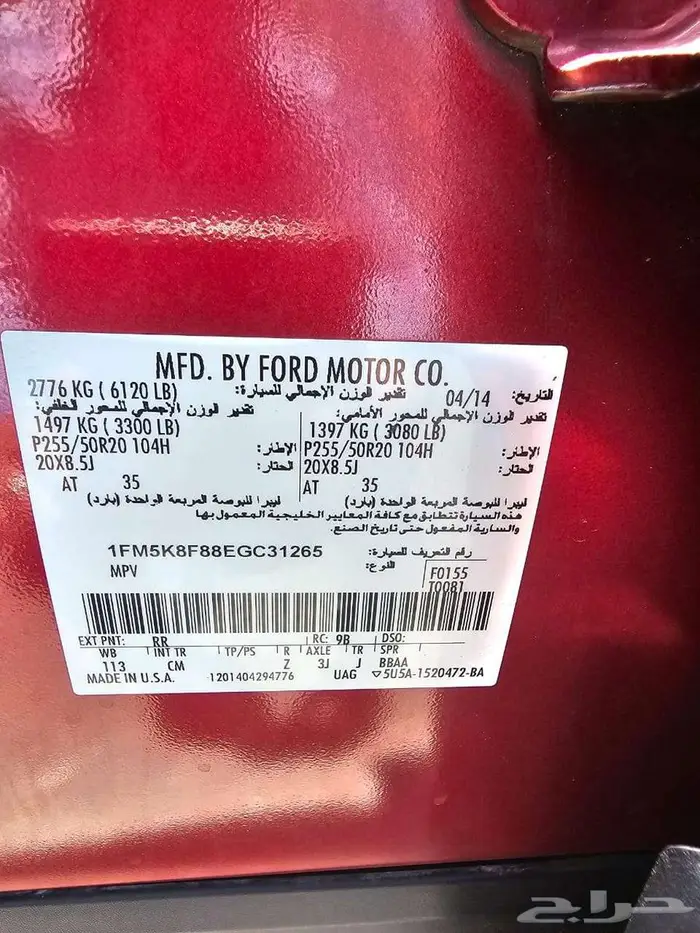 MFD. BY FORD MOTOR CO.
التاريخ: 04/14 تقدير الوزن الإجمالي للسيارة: 2776 KG ( 6120 LB)
تقدير الوزن الإجمالي للمحور الأمامي: تقدير الوزن الإجمالي للمحور الخلفي:
1497 KG ( 3300 LB) 1397 KG ( 3080 LB)
P255/50R20 104H الإطار: P255/50R20 104H الإطار:
20X8.5J الحتار: 20X8.5J الحتار:
AT 35 AT 35
ليبرا للبوصة المربعة الواحدة (بارد) ليبرا للبوصة المربعة الواحدة (بارد)
هذه السيارة تتطابق مع كافة المعايير الخليجية المعمول بها
والسارية المفعول حتى تاريخ الصنع.
رقم التعريف للسيارة: 1FM5K8F88EGC31265
MPV النوع: F0155
T0081
EXT PNT: RR RC: 9B DSO:
WB INT TR TP/PS R AXLE TR SPR
113 CM Z 3J J BBAA
MADE IN U.S.A. 1201404294776 UAG ▽5U5A-1520472-BA
حراج